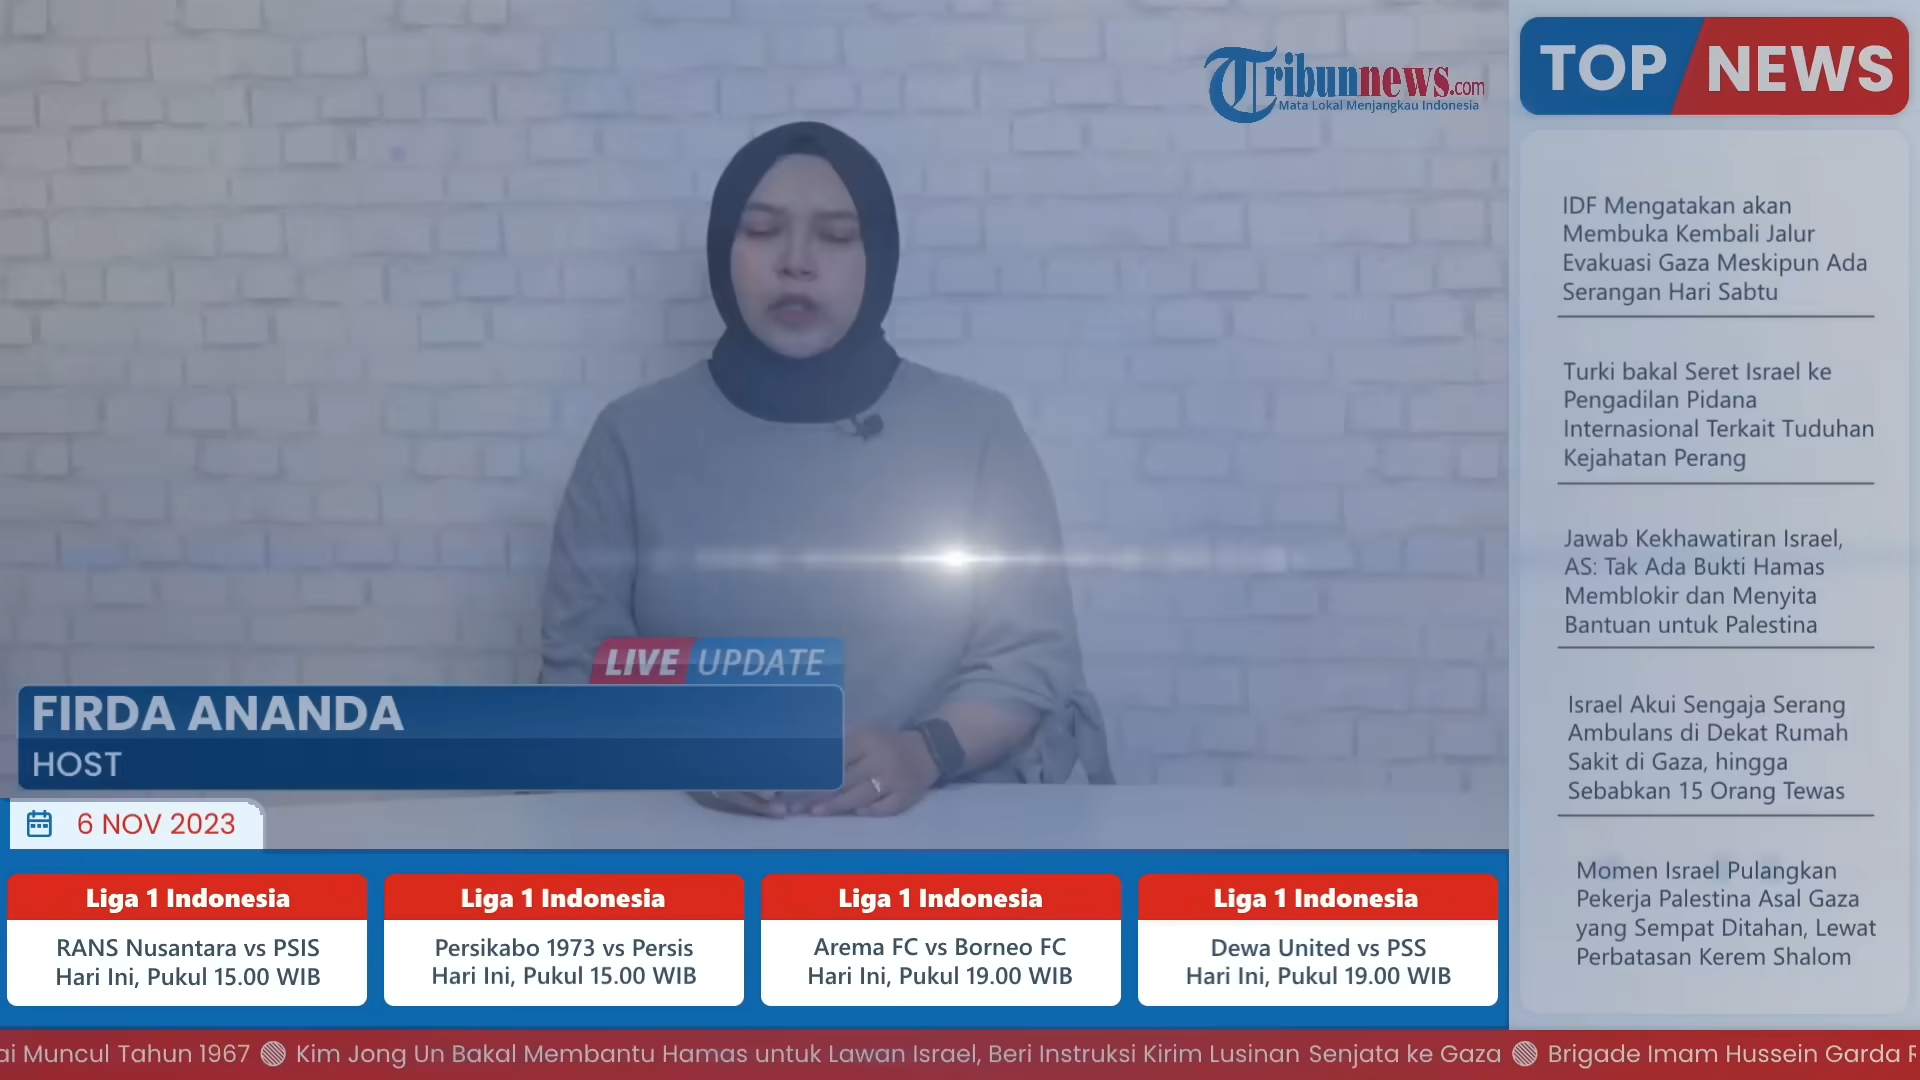 Tribunnews.com
Mata Lokal Menjangkau Indonesia
TOP NEWS
IDF Mengatakan akan
Membuka Kembali Jalur
Evakuasi Gaza Meskipun Ada
Serangan Hari Sabtu
Turki bakal Seret Israel ke
Pengadilan Pidana
Internasional Terkait Tuduhan
Kejahatan Perang
Jawab Kekhawatiran Israel,
AS: Tak Ada Bukti Hamas
Memblokir dan Menyita
Bantuan untuk Palestina
Israel Akui Sengaja Serang
Ambulans di Dekat Rumah
Sakit di Gaza, hingga
Sebabkan 15 Orang Tewas
Momen Israel Pulangkan
Pekerja Palestina Asal Gaza
yang Sempat Ditahan, Lewat
Perbatasan Kerem Shalom
LIVE UPDATE
FIRDA ANANDA
HOST
6 NOV 2023
Liga 1 Indonesia
RANS Nusantara vs PSIS
Hari Ini, Pukul 15.00 WIB
Liga 1 Indonesia
Persikabo 1973 vs Persis
Hari Ini, Pukul 15.00 WIB
Liga 1 Indonesia
Arema FC vs Borneo FC
Hari Ini, Pukul 19.00 WIB
Liga 1 Indonesia
Dewa United vs PSS
Hari Ini, Pukul 19.00 WIB
ai Muncul Tahun 1967 Kim Jong Un Bakal Membantu Hamas untuk Lawan Israel, Beri Instruksi Kirim Lusinan Senjata ke Gaza Brigade Imam Hussein Garda